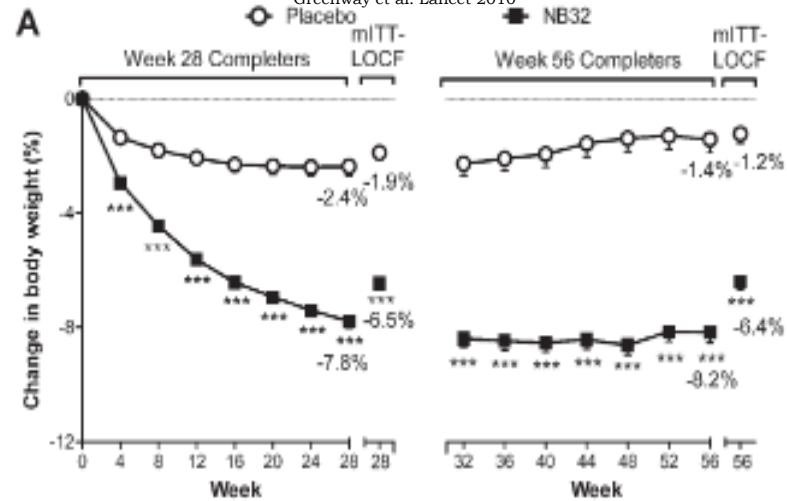 Greenway et al. Lancet 2010
A
Placebo
NB32
Week 28 Completers
mITT-
LOCF
Week 56 Completers
mITT-
LOCF
Change in body weight (%)
0
-4
-8
-12
-2.4%
-1.9%
-1.4%
-1.2%
***
***
***
***
***
***
***
***
-7.8%
-6.5%
***
***
***
***
***
***
***
***
-8.2%
-6.4%
0 4 8 12 16 20 24 28 28
32 36 40 44 48 52 56 56
Week
Week